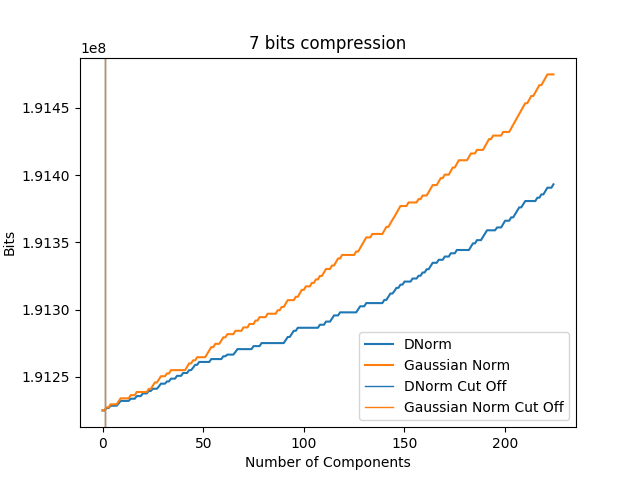 7 bits compression
1e8
1.9145
1.9140
1.9135
1.9130
1.9125
Bits
0 50 100 150 200
Number of Components
DNorm
Gaussian Norm
DNorm Cut Off
Gaussian Norm Cut Off